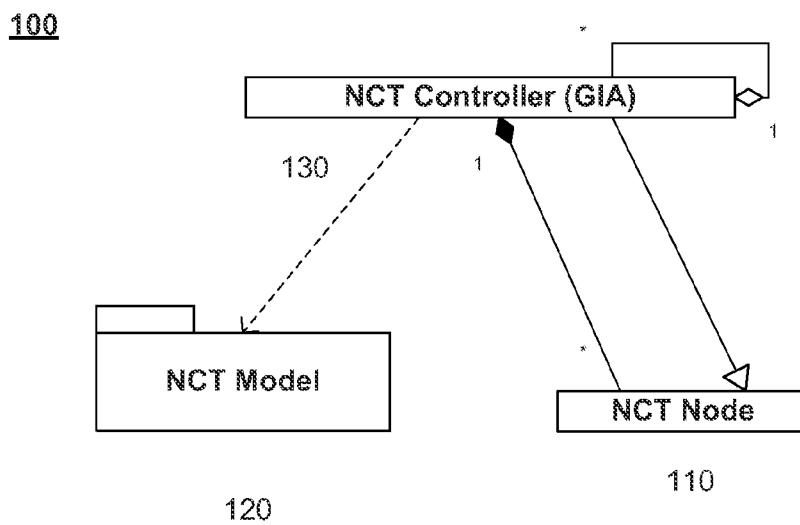 100
*
NCT Controller (GIA)
1
130
1
*
NCT Model
NCT Node
110
120